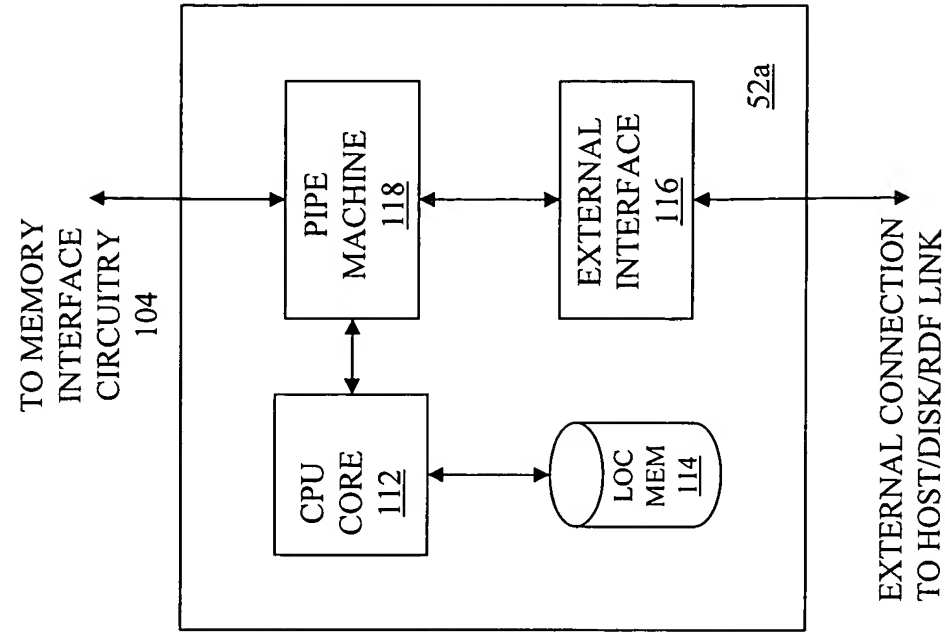 TO MEMORY
INTERFACE
CIRCUITRY
104
PIPE
MACHINE
118
CPU
CORE
112
LOC
MEM
114
EXTERNAL
INTERFACE
116
52a
EXTERNAL CONNECTION
TO HOST/DISK/RDF LINK